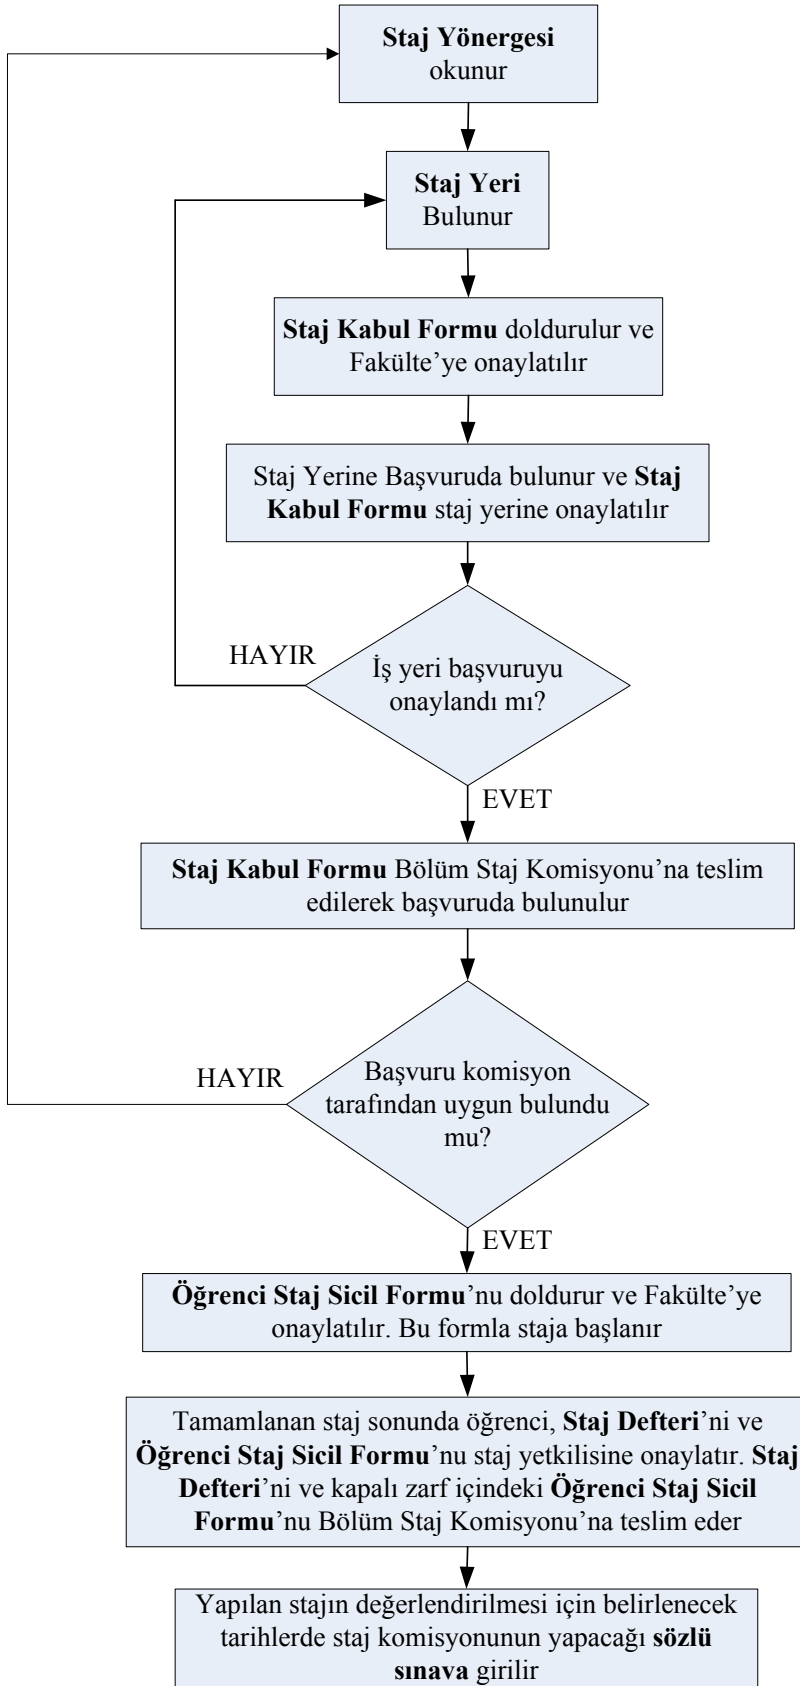 Staj Yönergesi
okunur
Staj Yeri
Bulunur
Staj Kabul Formu doldurulur ve
Fakülte’ye onaylatılır
Staj Yerine Başvuruda bulunur ve Staj
Kabul Formu staj yerine onaylatılır
HAYIR
İş yeri başvuruyu
onaylandı mı?
EVET
Staj Kabul Formu Bölüm Staj Komisyonu’na teslim
edilerek başvuruda bulunulur
HAYIR
Başvuru komisyon
tarafından uygun bulundu
mu?
EVET
Öğrenci Staj Sicil Formu’nu doldurur ve Fakülte’ye
onaylatılır. Bu formla staja başlanır
Tamamlanan staj sonunda öğrenci, Staj Defteri’ni ve
Öğrenci Staj Sicil Formu’nu staj yetkilisine onaylatır. Staj
Defteri’ni ve kapalı zarf içindeki Öğrenci Staj Sicil
Formu’nu Bölüm Staj Komisyonu’na teslim eder
Yapılan stajın değerlendirilmesi için belirlenecek
tarihlerde staj komisyonunun yapacağı sözlü
sınava girilir